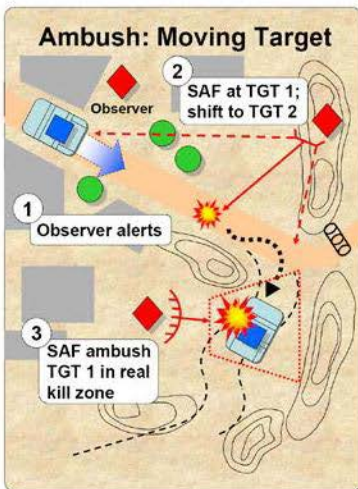 Ambush: Moving Target
Observer
2
SAF at TGT 1;
shift to TGT 2
1
Observer alerts
3
SAF ambush
TGT 1 in real
kill zone